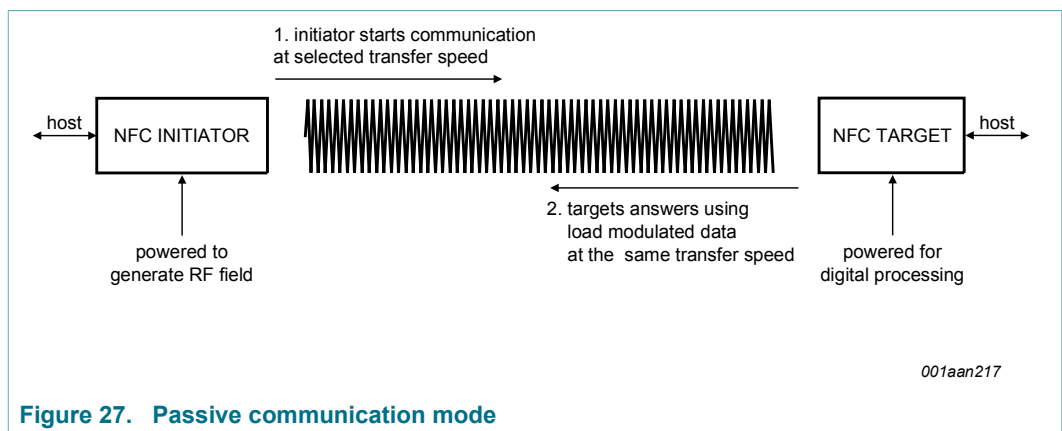 1. initiator starts communication
at selected transfer speed
host
NFC INITIATOR
NFC TARGET
host
2. targets answers using
load modulated data
at the same transfer speed
powered to
generate RF field
powered for
digital processing
001aan217
Figure 27. Passive communication mode